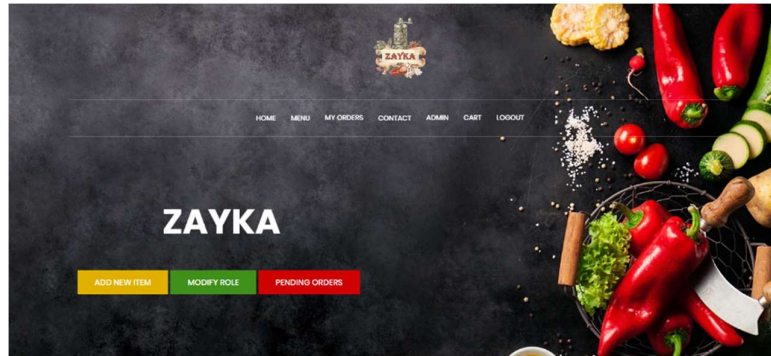 ZAYKA
HOME MENU MY ORDERS CONTACT ADMIN CART LOGOUT
ZAYKA
ADD NEW ITEM MODIFY ROLE PENDING ORDERS